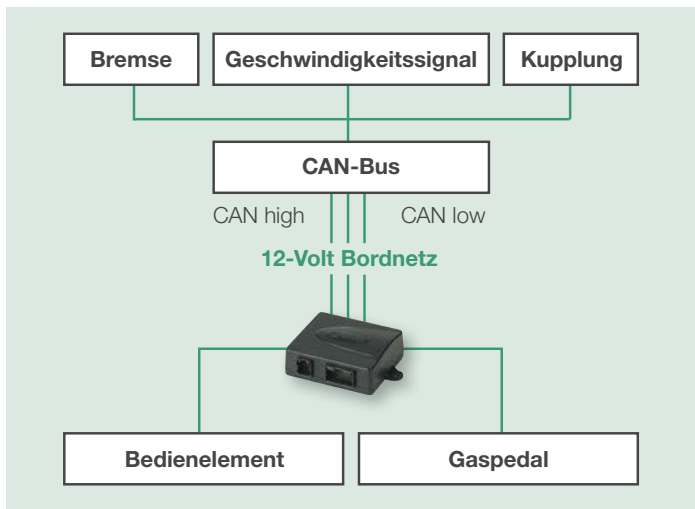 Bremse
Geschwindigkeitssignal
Kupplung
CAN-Bus
CAN high
CAN low
12-Volt Bordnetz
Bedienelement
Gaspedal